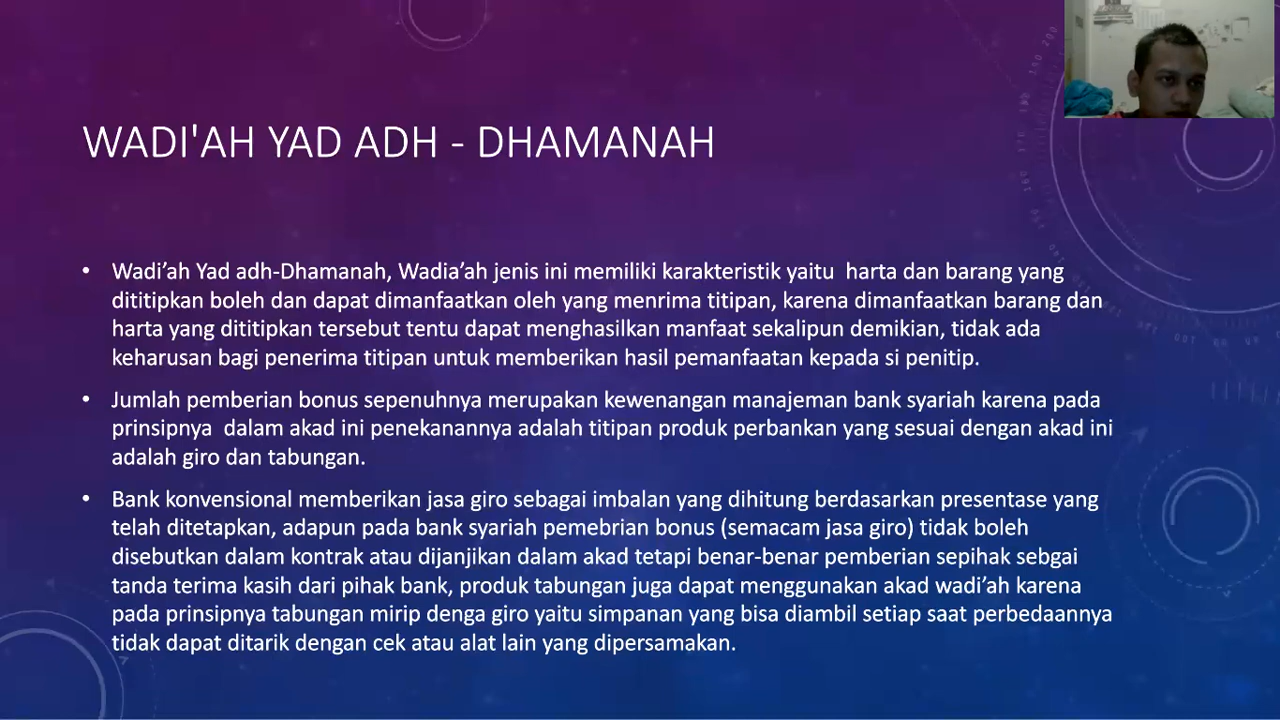 WADI'AH YAD ADH - DHAMANAH
• Wadi’ah Yad adh-Dhamanah, Wadia’ah jenis ini memiliki karakteristik yaitu  harta dan barang yang
dititipkan boleh dan dapat dimanfaatkan oleh yang menrima titipan, karena dimanfaatkan barang dan
harta yang dititipkan tersebut tentu dapat menghasilkan manfaat sekalipun demikian, tidak ada
keharusan bagi penerima titipan untuk memberikan hasil pemanfaatan kepada si penitip.
• Jumlah pemberian bonus sepenuhnya merupakan kewenangan manajeman bank syariah karena pada
prinsipnya  dalam akad ini penekanannya adalah titipan produk perbankan yang sesuai dengan akad ini
adalah giro dan tabungan.
• Bank konvensional memberikan jasa giro sebagai imbalan yang dihitung berdasarkan presentase yang
telah ditetapkan, adapun pada bank syariah pemebrian bonus (semacam jasa giro) tidak boleh
disebutkan dalam kontrak atau dijanjikan dalam akad tetapi benar-benar pemberian sepihak sebgai
tanda terima kasih dari pihak bank, produk tabungan juga dapat menggunakan akad wadi’ah karena
pada prinsipnya tabungan mirip denga giro yaitu simpanan yang bisa diambil setiap saat perbedaannya
tidak dapat ditarik dengan cek atau alat lain yang dipersamakan.